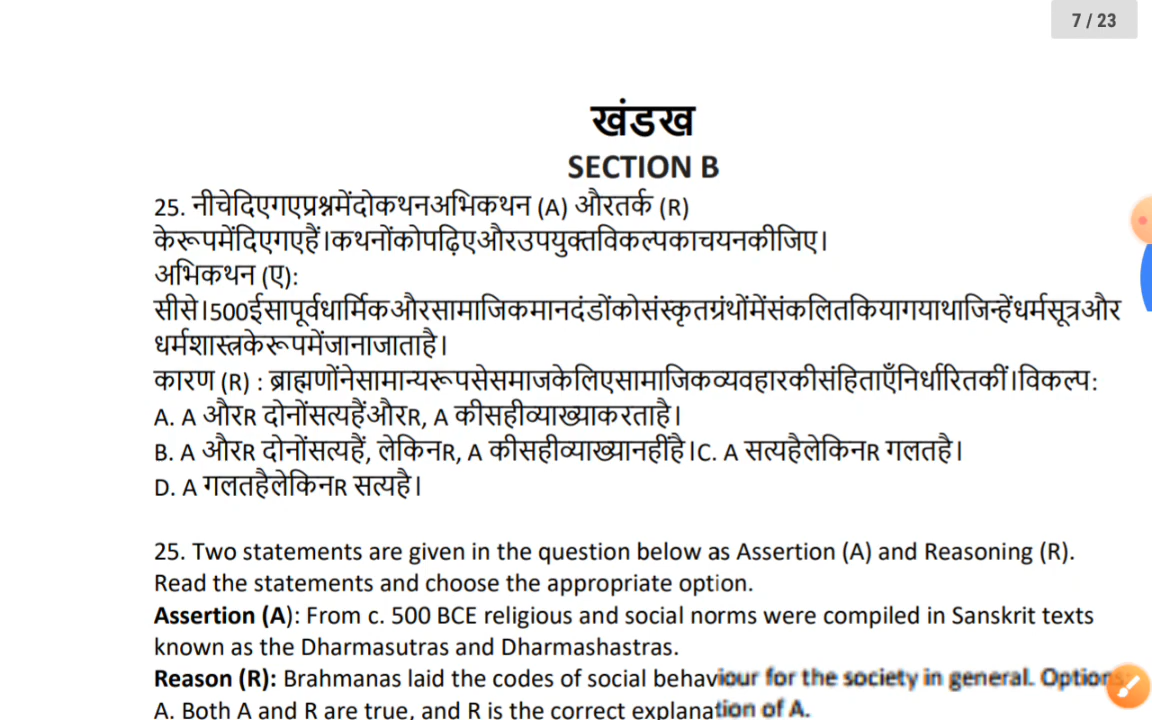 7 / 23
खंडख
SECTION B
25. नीचेदिएगएप्रश्नमेंदोकथनअभिकथन (A) औरतर्क (R)
केरूपमेंदिएगएहैं।कथनोंकोपढ़िएऔरउपयुक्तविकल्पकाचयनकीजिए।
अभिकथन (ए):
सीसे।500ईसापूर्वधार्मिकऔरसामाजिकमानदंडोंकोसंस्कृतग्रंथोंमेंसंकलितकियागयाथाजिन्हेंधर्मसूत्रऔर
धर्मशास्त्रकेरूपमेंजानाजाताहै।
कारण (R) : ब्राह्मणोंनेसामान्यरूपसेसमाजकेलिएसामाजिकव्यवहारकीसंहिताएँनिर्धारितकीं।विकल्प:
A. A औरR दोनोंसत्यहैंऔरR, A कीसहीव्याख्याकरताहै।
B. A औरR दोनोंसत्यहैं, लेकिनR, A कीसहीव्याख्यानहींहै।C. A सत्यहैलेकिनR गलतहै।
D. A गलतहैलेकिनR सत्यहै।
25. Two statements are given in the question below as Assertion (A) and Reasoning (R).
Read the statements and choose the appropriate option.
Assertion (A): From c. 500 BCE religious and social norms were compiled in Sanskrit texts
known as the Dharmasutras and Dharmashastras.
Reason (R): Brahmanas laid the codes of social behaviour for the society in general. Options
A. Both A and R are true, and R is the correct explanation of A.